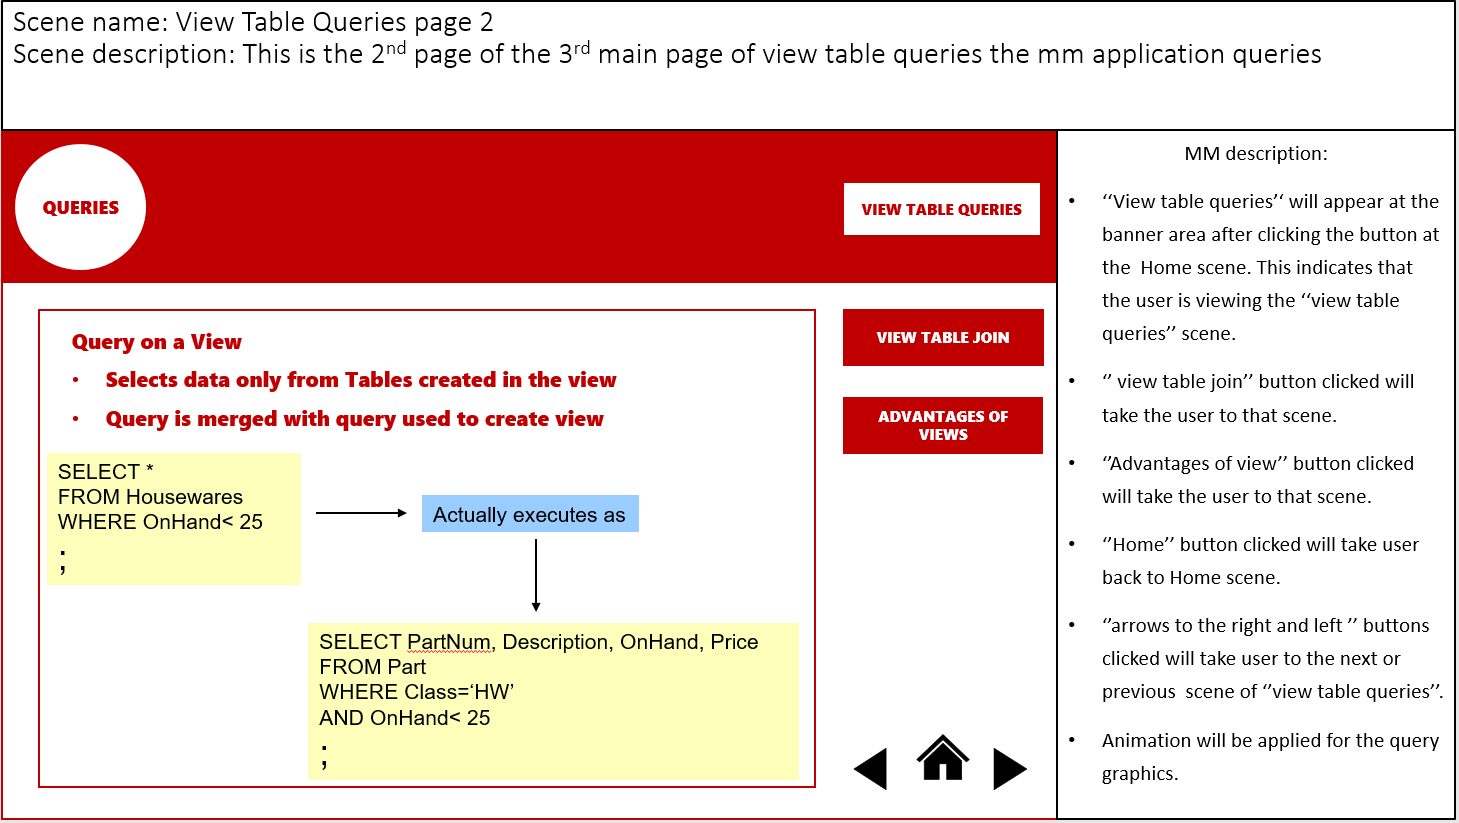 Scene name: View Table Queries page 2
Scene description: This is the 2nd page of the 3rd main page of view table queries the mm application queries
QUERIES
VIEW TABLE QUERIES
Query on a View
• Selects data only from Tables created in the view
• Query is merged with query used to create view
SELECT *
FROM Housewares
WHERE OnHand< 25
;
Actually executes as
SELECT PartNum, Description, OnHand, Price
FROM Part
WHERE Class=‘HW’
AND OnHand< 25
;
VIEW TABLE JOIN
ADVANTAGES OF
VIEWS
MM description:
• ‘‘View table queries’‘ will appear at the
banner area after clicking the button at
the  Home scene. This indicates that
the user is viewing the ‘‘view table
queries’’ scene.
• ‘’ view table join’’ button clicked will
take the user to that scene.
• ‘’Advantages of view’’ button clicked
will take the user to that scene.
• ‘’Home’’ button clicked will take user
back to Home scene.
• ‘’arrows to the right and left ’’ buttons
clicked will take user to the next or
previous  scene of ‘’view table queries’’.
• Animation will be applied for the query
graphics.